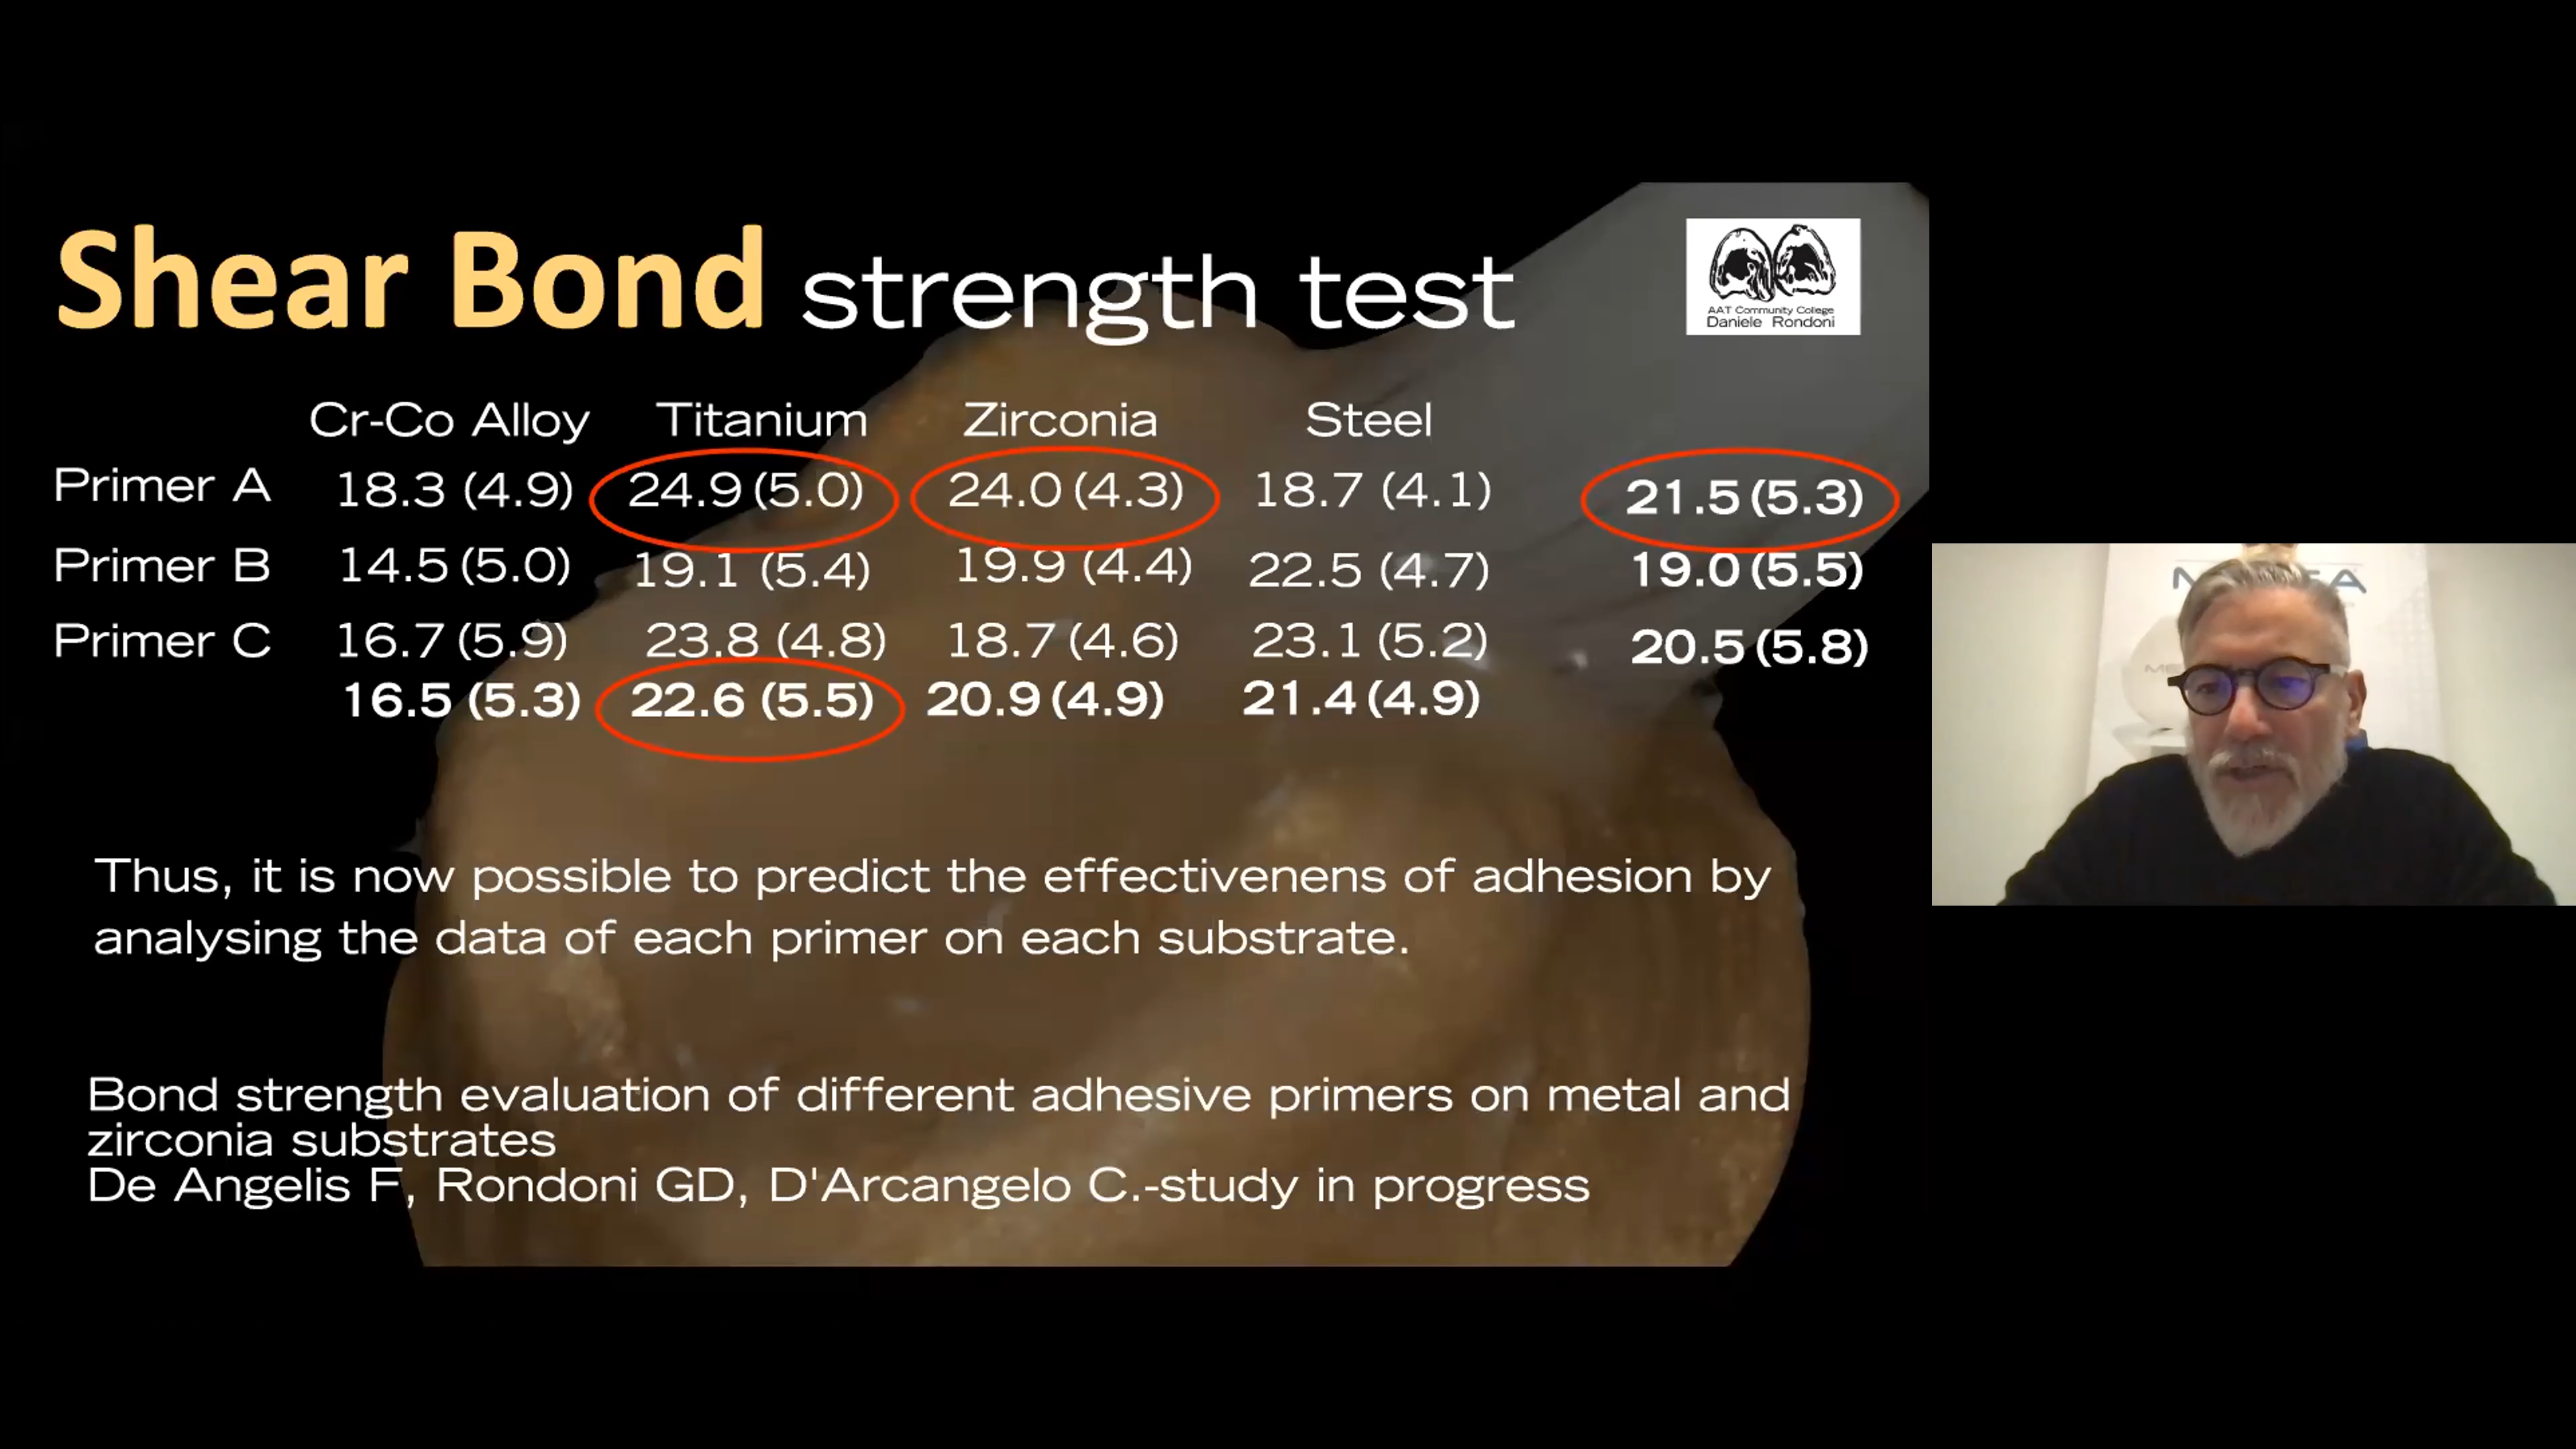 Shear Bond strength test
AAT Community College
Daniele Rondoni
Cr-Co Alloy Titanium Zirconia Steel
Primer A 18.3 (4.9) 24.9 (5.0) 24.0 (4.3) 18.7 (4.1) 21.5 (5.3)
Primer B 14.5 (5.0) 19.1 (5.4) 19.9 (4.4) 22.5 (4.7) 19.0 (5.5)
Primer C 16.7 (5.9) 23.8 (4.8) 18.7 (4.6) 23.1 (5.2) 20.5 (5.8)
16.5 (5.3) 22.6 (5.5) 20.9 (4.9) 21.4 (4.9)
Thus, it is now possible to predict the effectivenens of adhesion by
analysing the data of each primer on each substrate.
Bond strength evaluation of different adhesive primers on metal and
zirconia substrates
De Angelis F, Rondoni GD, D'Arcangelo C.-study in progress